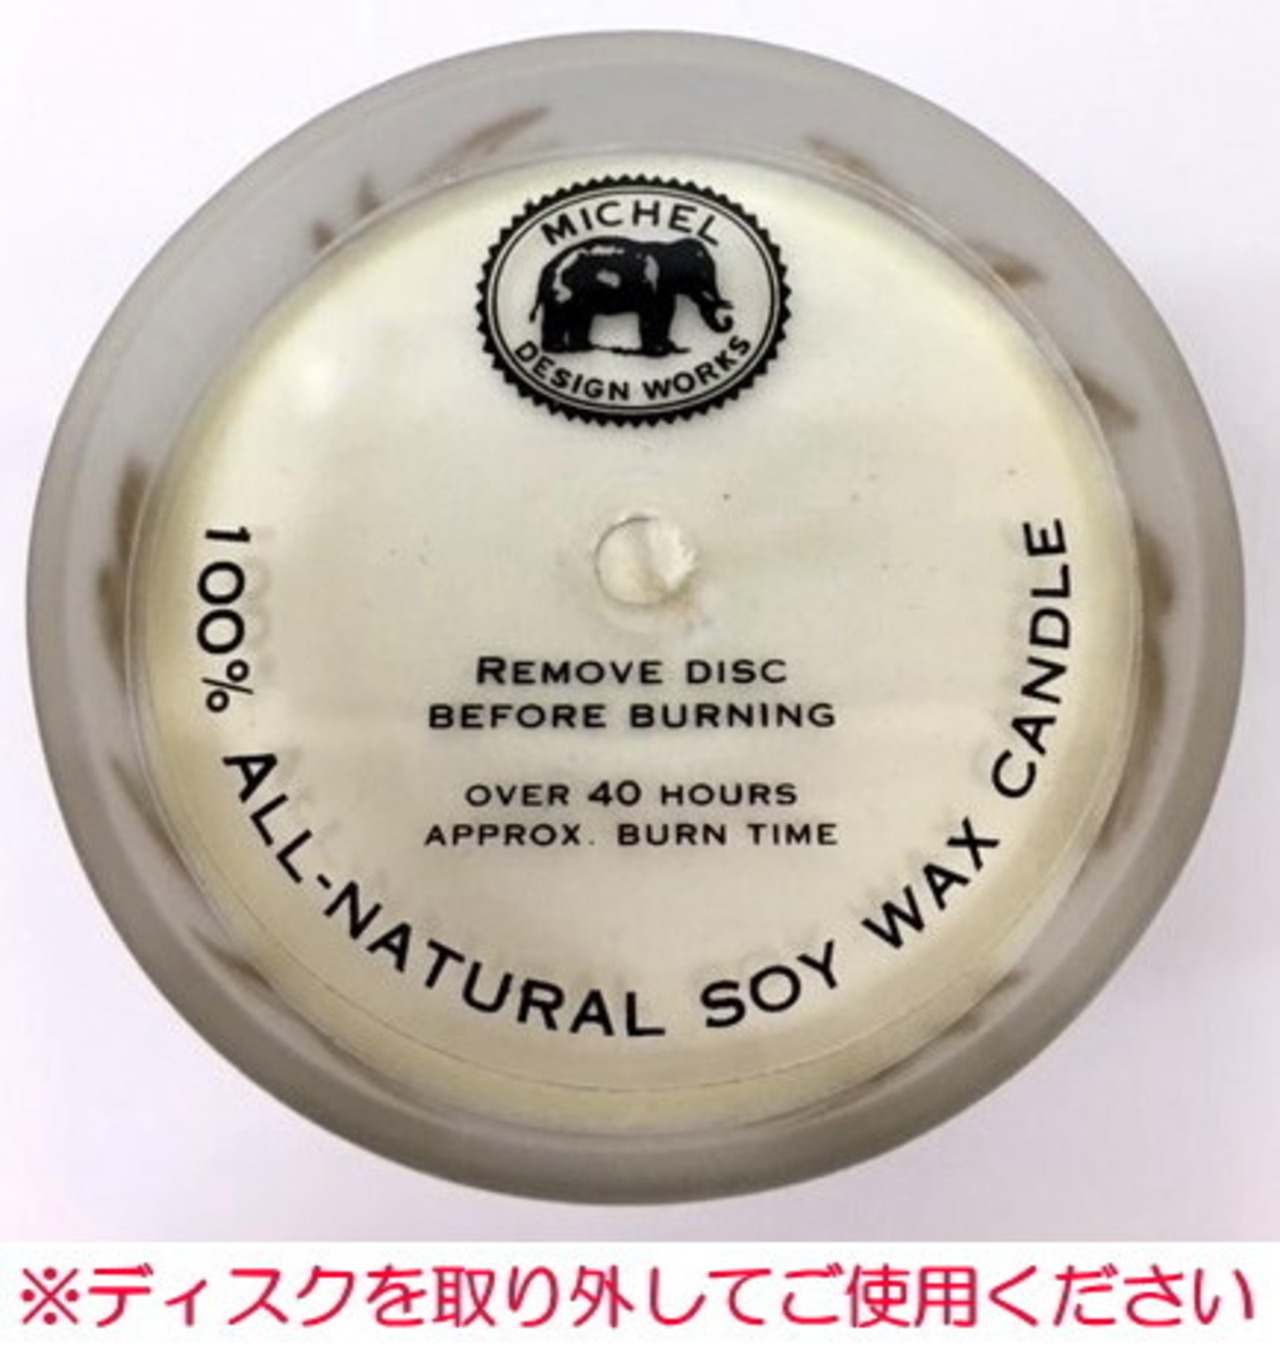 MICHEL
DESIGN WORKS
REMOVE DISC
BEFORE BURNING
OVER 40 HOURS
APPROX. BURN TIME
100% ALL-NATURAL SOY WAX CANDLE
※ディスクを取り外してご使用ください